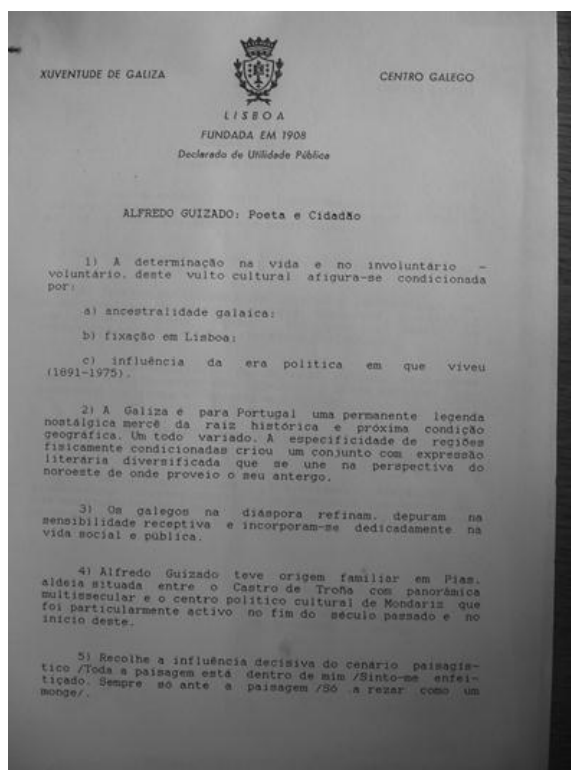 XUVENTUDE DE GALIZA
CENTRO GALEGO
LISBOA
FUNDADA EM 1908
Declarada de Utilidade Pública
ALFREDO GUIZADO: Poeta e Cidadão
1) A determinação na vida e no involuntário -
voluntário, deste vulto cultural afigura-se condicionada
por:
a) ancestralidade galaica;
b) fixação em Lisboa;
c) influência da era política em que viveu
(1891-1975).
2) A Galiza é para Portugal uma permanente legenda
nostálgica mercê da raiz histórica e próxima condição
geográfica. Um todo variado. A especificidade de regiões
fisicamente condicionadas criou um conjunto com expressão
literária diversificada que se une na perspectiva do
noroeste de onde proveio o seu antergo.
3) Os galegos na diáspora refinam, depuram na
sensibilidade receptiva e incorporam-se dedicadamente na
vida social e pública.
4) Alfredo Guizado teve origem familiar em Pias,
aldeia situada entre o Castro de Troña com panorâmica
multissecular e o centro político cultural de Mondariz que
foi particularmente activo no fim do século passado e no
início deste.
5) Recolhe a influência decisiva do cenário paisagís-
tico /Toda a paisagem está dentro de mim /Sinto-me enfei-
tiçado. Sempre só ante a paisagem /Só .a rezar como um
monge/.